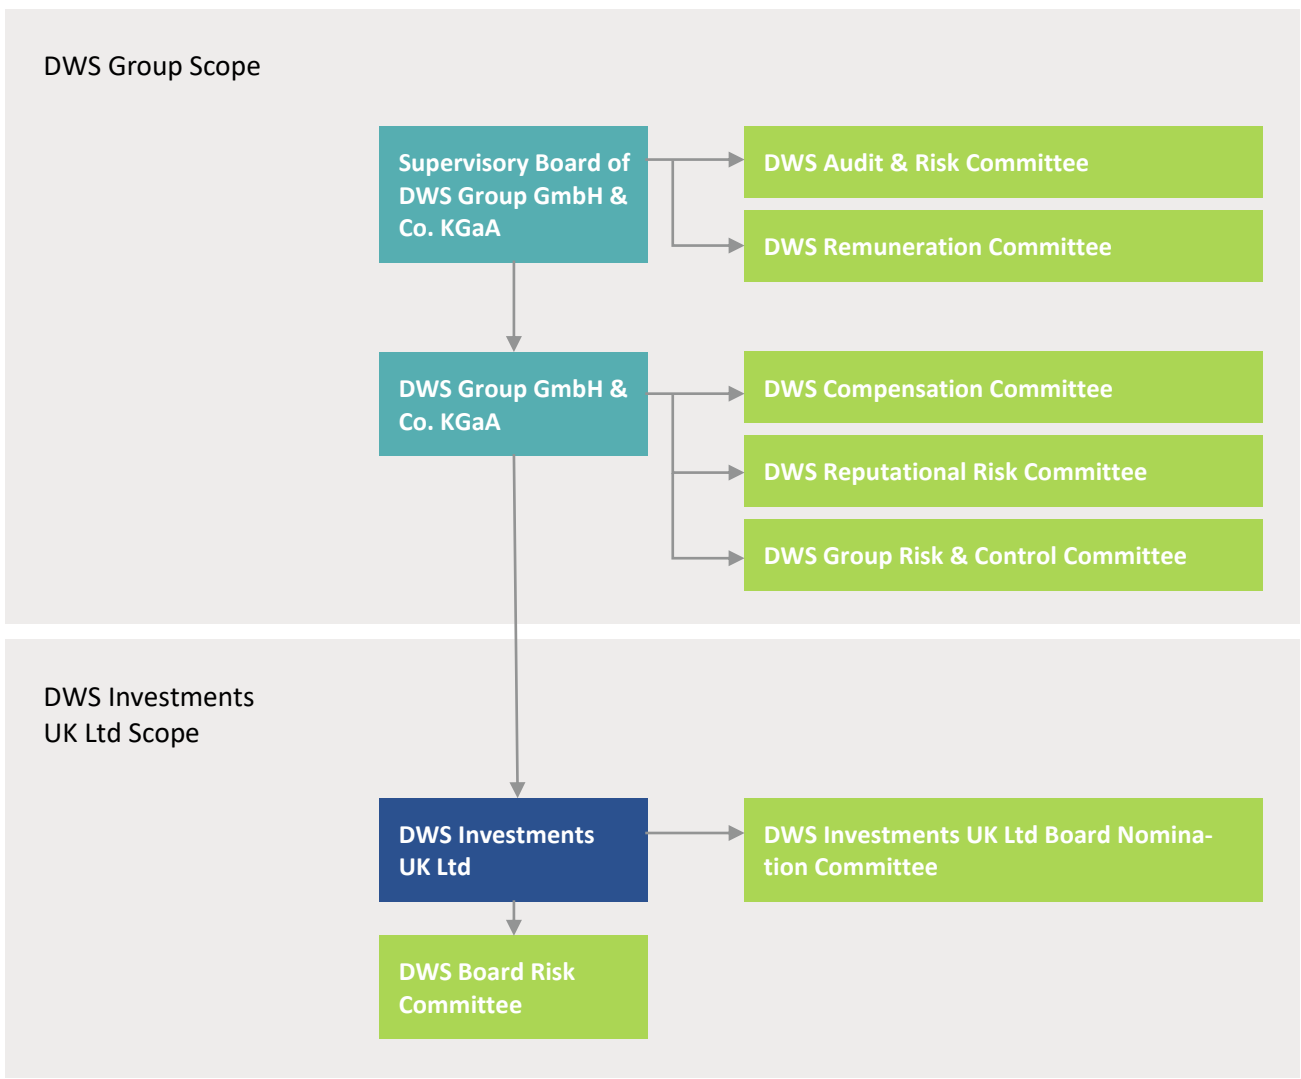 DWS Group Scope
Supervisory Board of
DWS Group GmbH &
Co. KGaA
DWS Audit & Risk Committee
DWS Remuneration Committee
DWS Group GmbH &
Co. KGaA
DWS Compensation Committee
DWS Reputational Risk Committee
DWS Group Risk & Control Committee
DWS Investments
UK Ltd Scope
DWS Investments
UK Ltd
DWS Investments UK Ltd Board Nomina-
tion Committee
DWS Board Risk
Committee